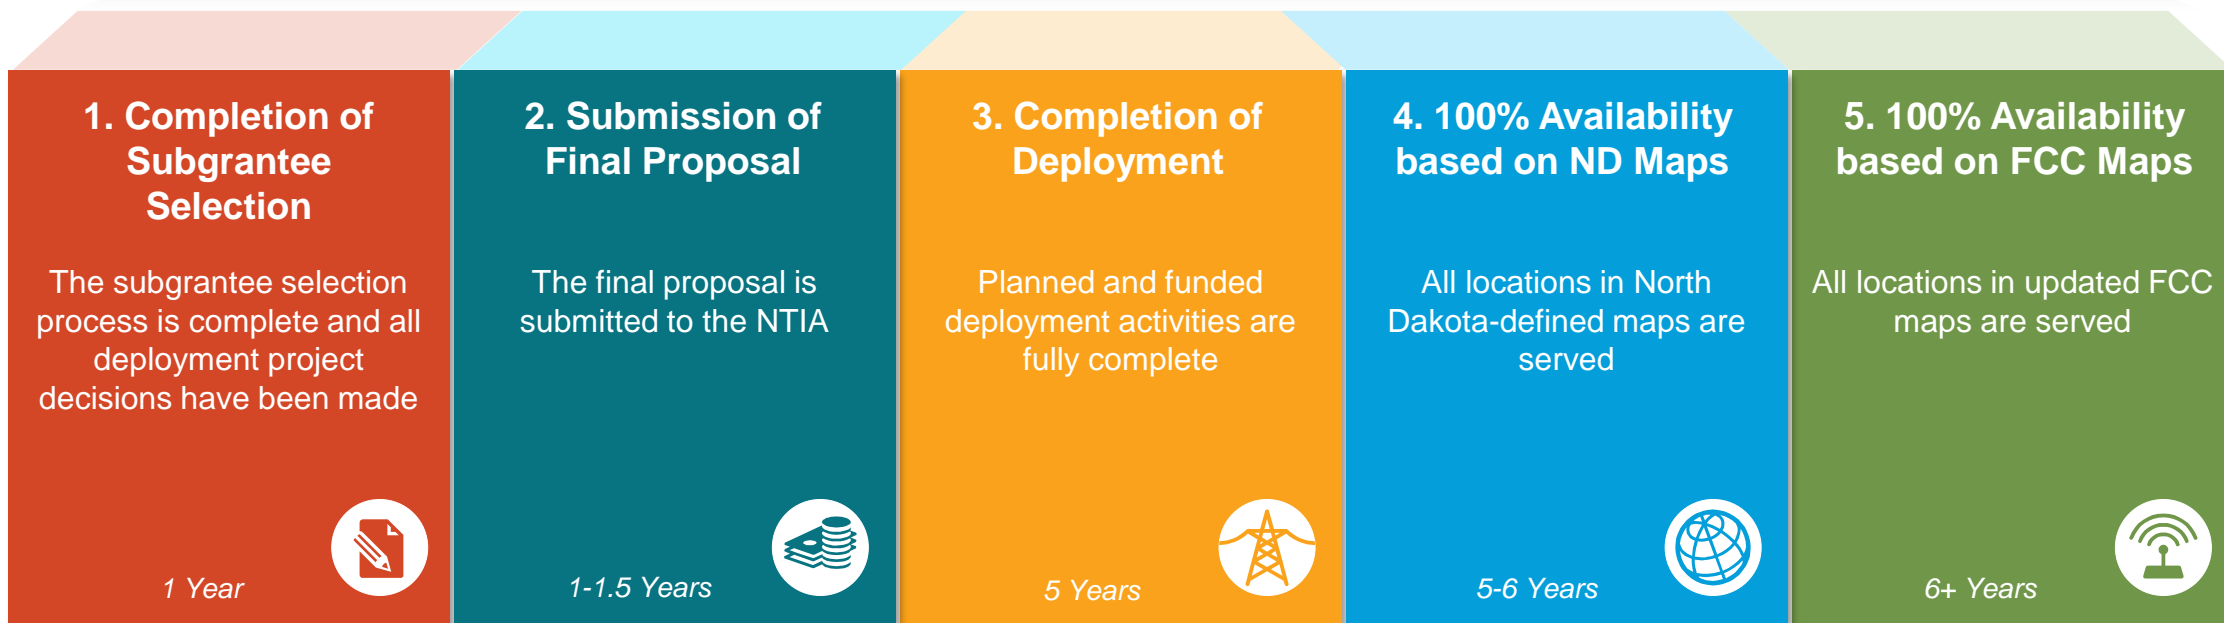 1. Completion of
Subgrantee
Selection
The subgrantee selection
process is complete and all
deployment project
decisions have been made
1 Year
2. Submission of
Final Proposal
The final proposal is
submitted to the NTIA
1-1.5 Years
3. Completion of
Deployment
Planned and funded
deployment activities are
fully complete
5 Years
4. 100% Availability
based on ND Maps
All locations in North
Dakota-defined maps are
served
5-6 Years
5. 100% Availability
based on FCC Maps
All locations in updated FCC
maps are served
6+ Years